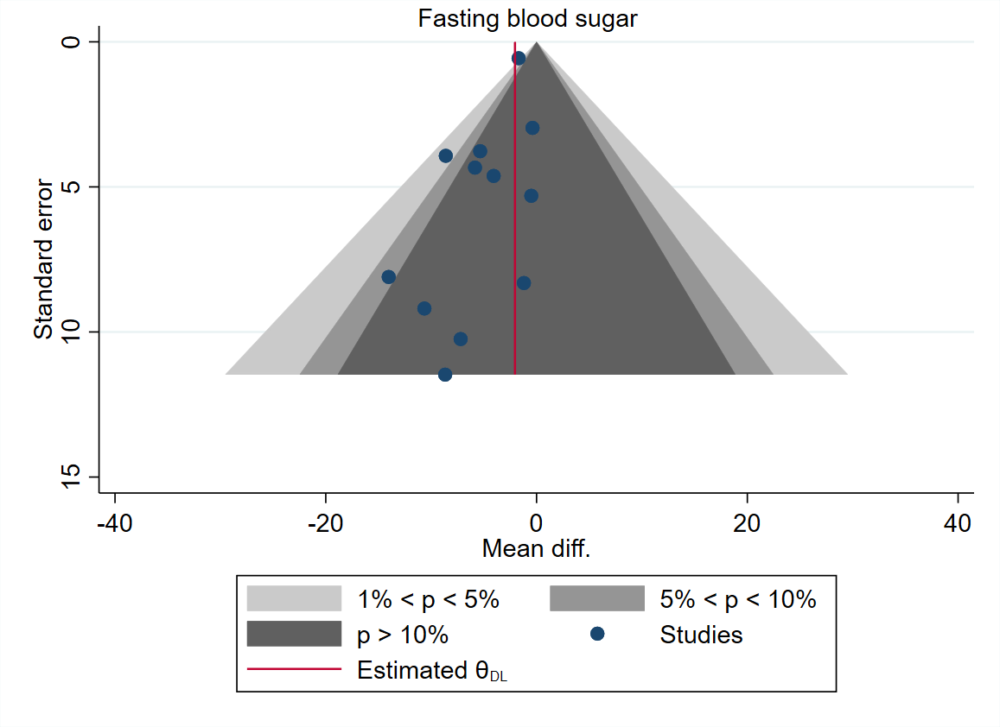 Fasting blood sugar
0
5
10
15
Standard error
-40 -20 0 20 40
Mean diff.
1% < p < 5% 5% < p < 10%
p > 10% Studies
Estimated θDL